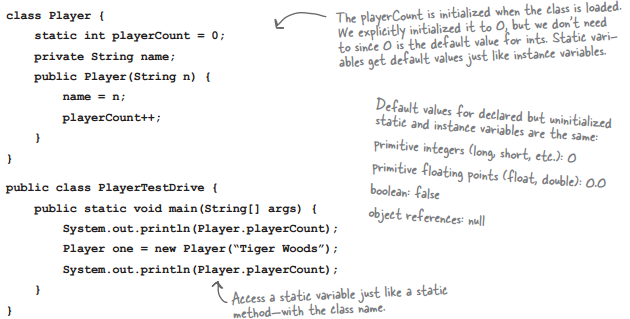 class Player {
static int playerCount = 0;
private String name;
public Player(String n) {
name = n;
playerCount++;
}
}
The playerCount is initialized when the class is loaded.
We explicitly initialized it to 0, but we don't need
to since 0 is the default value for ints. Static vari-
ables get default values just like instance variables.
Default values for declared but uninitialized
static and instance variables are the same:
primitive integers (long, short, etc.): 0
primitive floating points (float, double): 0.0
boolean: false
object references: null
public class PlayerTestDrive {
public static void main(String[] args) {
System.out.println(Player.playerCount);
Player one = new Player(“Tiger Woods”);
System.out.println(Player.playerCount);
}
}
Access a static variable just like a static
method—with the class name.